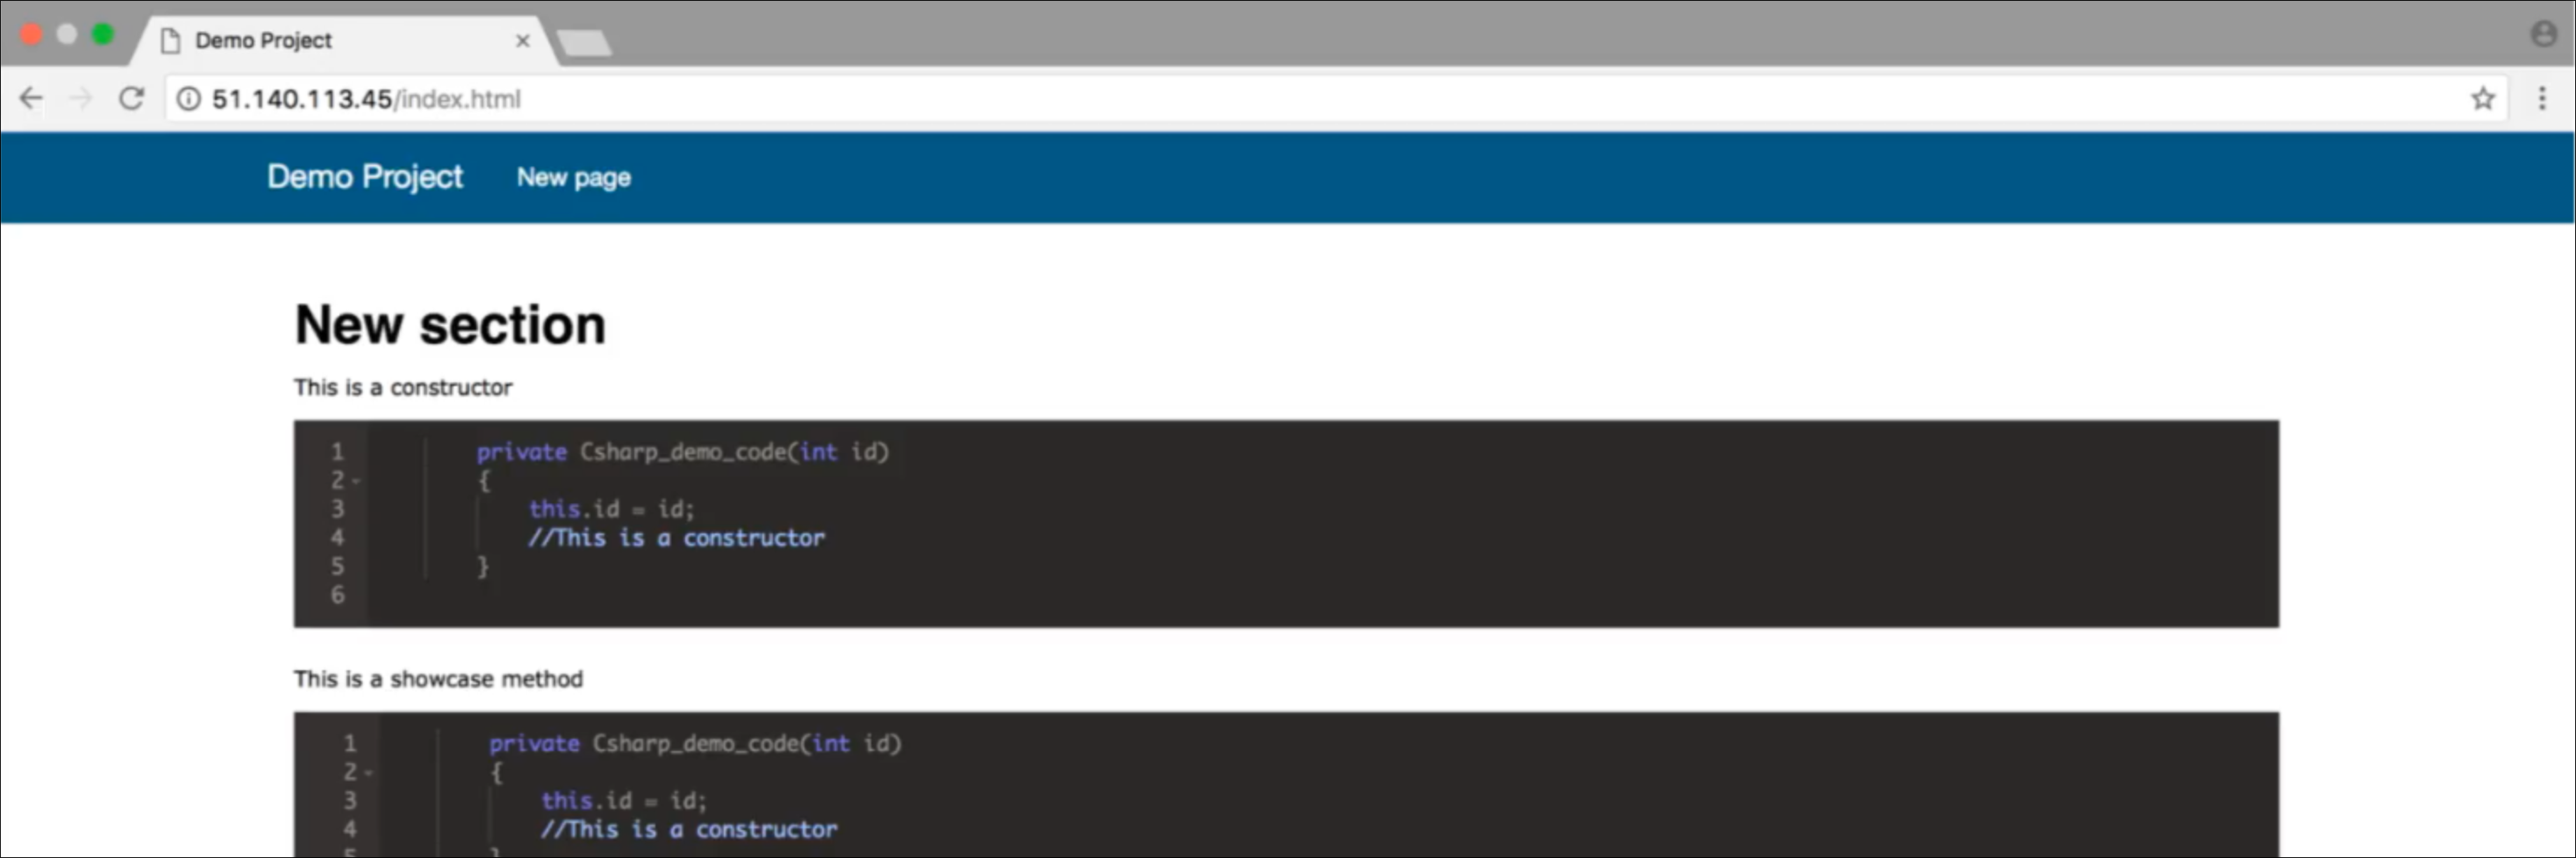 Demo Project
51.140.113.45/index.html
Demo Project New page
New section
This is a constructor
1 private Csharp_demo_code(int id)
2 {
3 this.id = id;
4 //This is a constructor
5 }
6
This is a showcase method
1 private Csharp_demo_code(int id)
2 {
3 this.id = id;
4 //This is a constructor
5 }